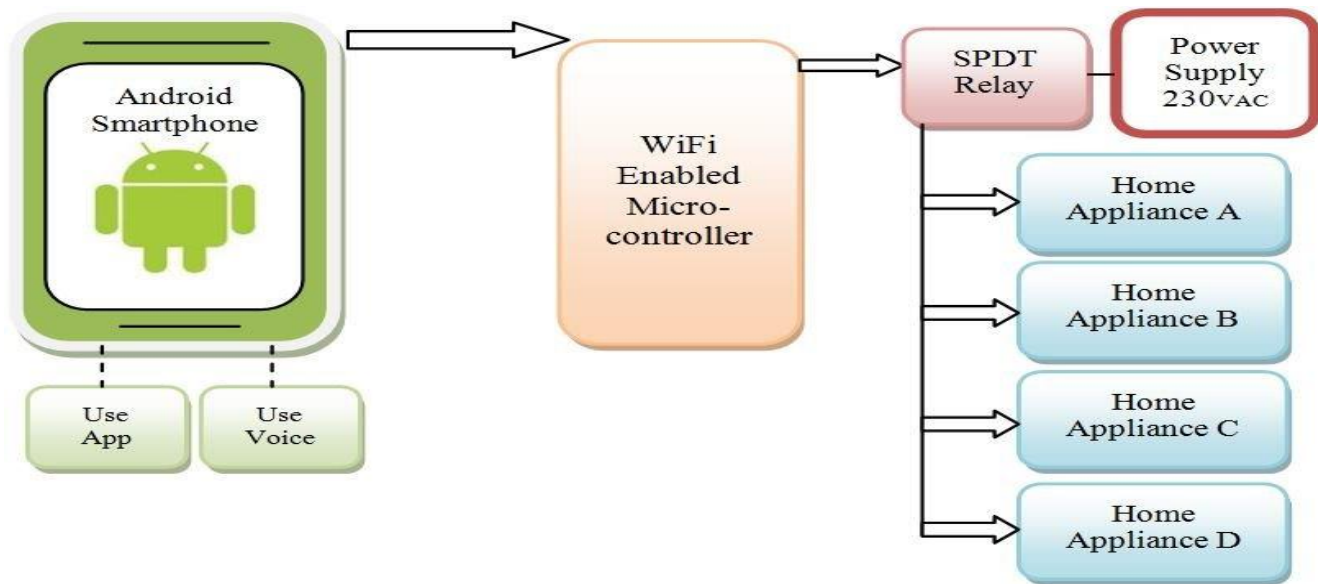 Android
Smartphone
Use
App
Use
Voice
WiFi
Enabled
Micro-
controller
SPDT
Relay
Power
Supply
230VAC
Home
Appliance A
Home
Appliance B
Home
Appliance C
Home
Appliance D